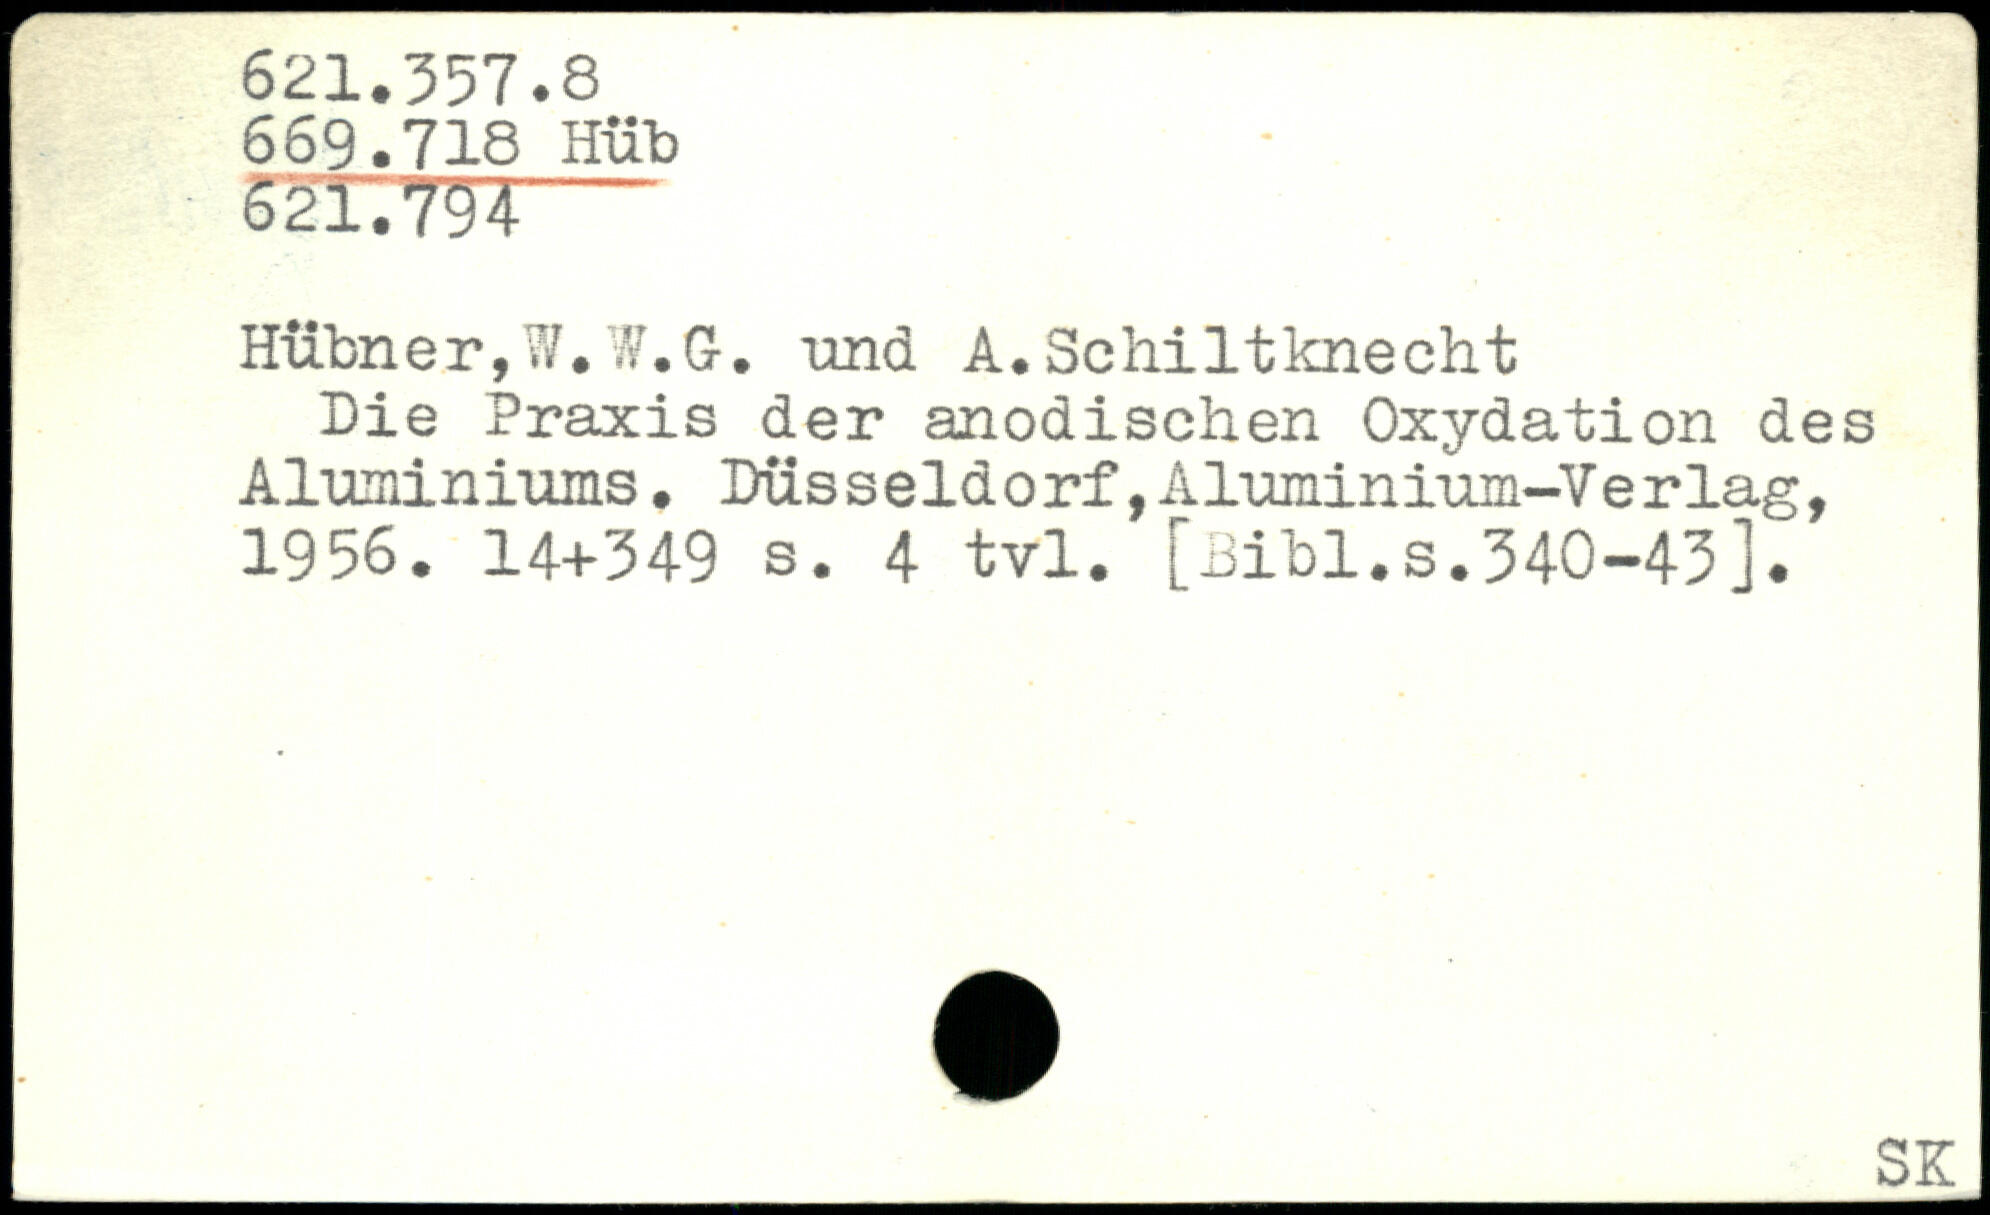 621.357.8
669.718 Hüb
621.794
Hübner,W.W.G. und A.Schiltknecht
Die Praxis der anodischen Oxydation des
Aluminiums. Düsseldorf,Aluminium-Verlag,
1956. 14+349 s. 4 tvl. [Bibl.s.340-43].
SK